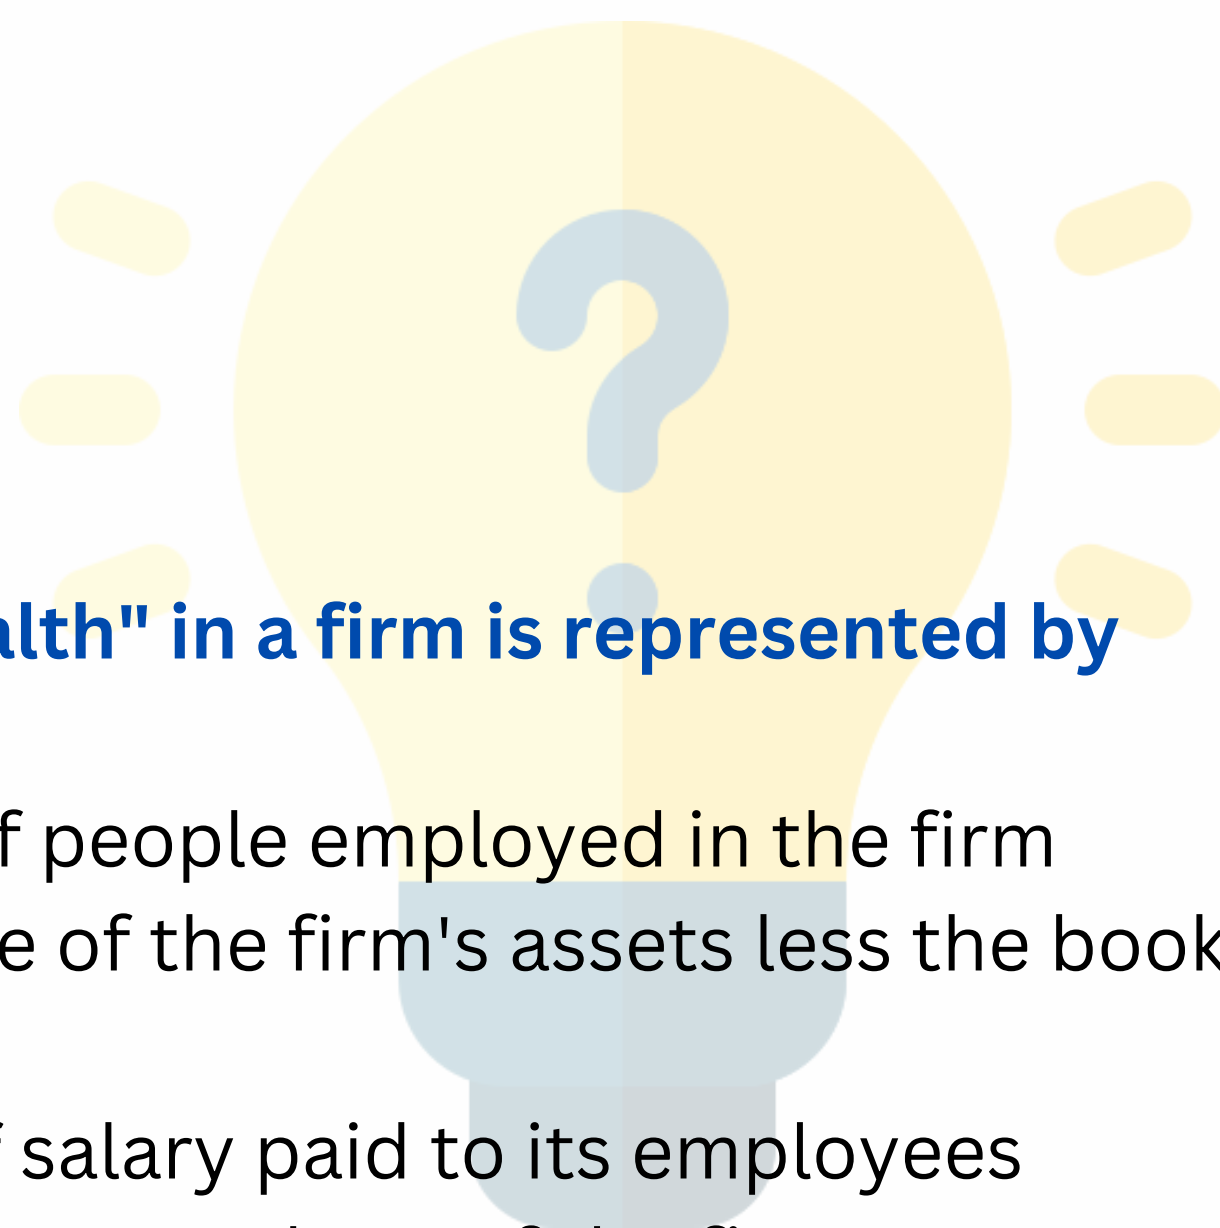 alth" in a firm is represented by
f people employed in the firm
e of the firm's assets less the book
f salary paid to its employees